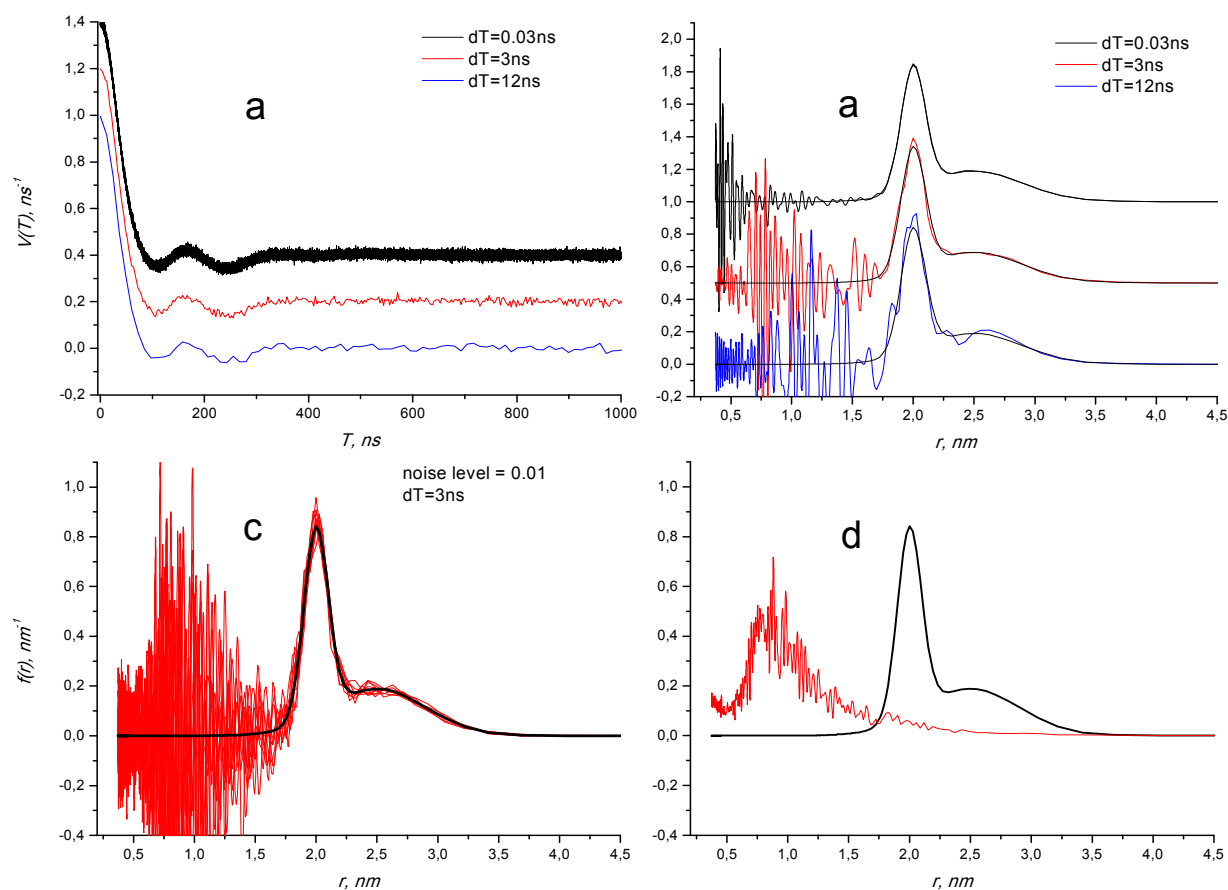 1,4
1,2
1,0
0,8
0,6
0,4
0,2
0,0
-0,2
V(T), ns-1
a
dT=0.03ns
dT=3ns
dT=12ns
0 200 400 600 800 1000
T, ns
2,0
1,8
1,6
1,4
1,2
1,0
0,8
0,6
0,4
0,2
0,0
-0,2
a
dT=0.03ns
dT=3ns
dT=12ns
0,5 1,0 1,5 2,0 2,5 3,0 3,5 4,0 4,5
r, nm
1,0
0,8
0,6
0,4
0,2
0,0
-0,2
-0,4
f(r), nm-1
c
noise level = 0.01
dT=3ns
0,5 1,0 1,5 2,0 2,5 3,0 3,5 4,0 4,5
r, nm
1,0
0,8
0,6
0,4
0,2
0,0
-0,2
-0,4
d
0,5 1,0 1,5 2,0 2,5 3,0 3,5 4,0 4,5
r, nm